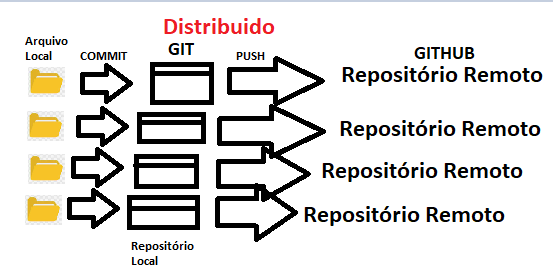 Distribuido
Arquivo
Local
COMMIT
GIT
PUSH
GITHUB
Repositório Remoto
Repositório Remoto
Repositório Remoto
Repositório Remoto
Repositório
Local